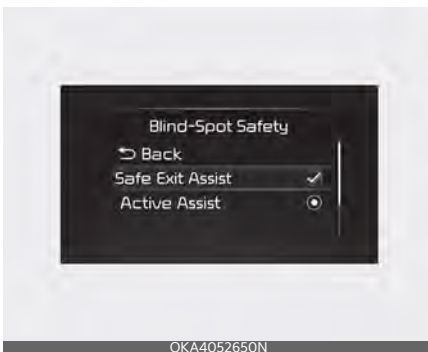 Blind-Spot Safety
Back
Safe Exit Assist
Active Assist
OKA4052650N